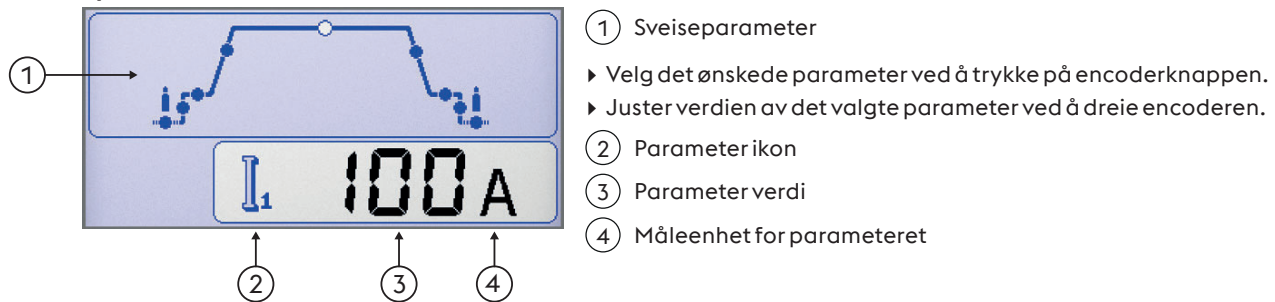 1 Sveiseparameter
1
▸ Velg det ønskede parameter ved å trykke på encoderknappen.
▸ Juster verdien av det valgte parameter ved å dreie encoderen.
2 Parameter ikon
I1 100 A
3 Parameter verdi
4 Måleenhet for parameteret
2 3 4